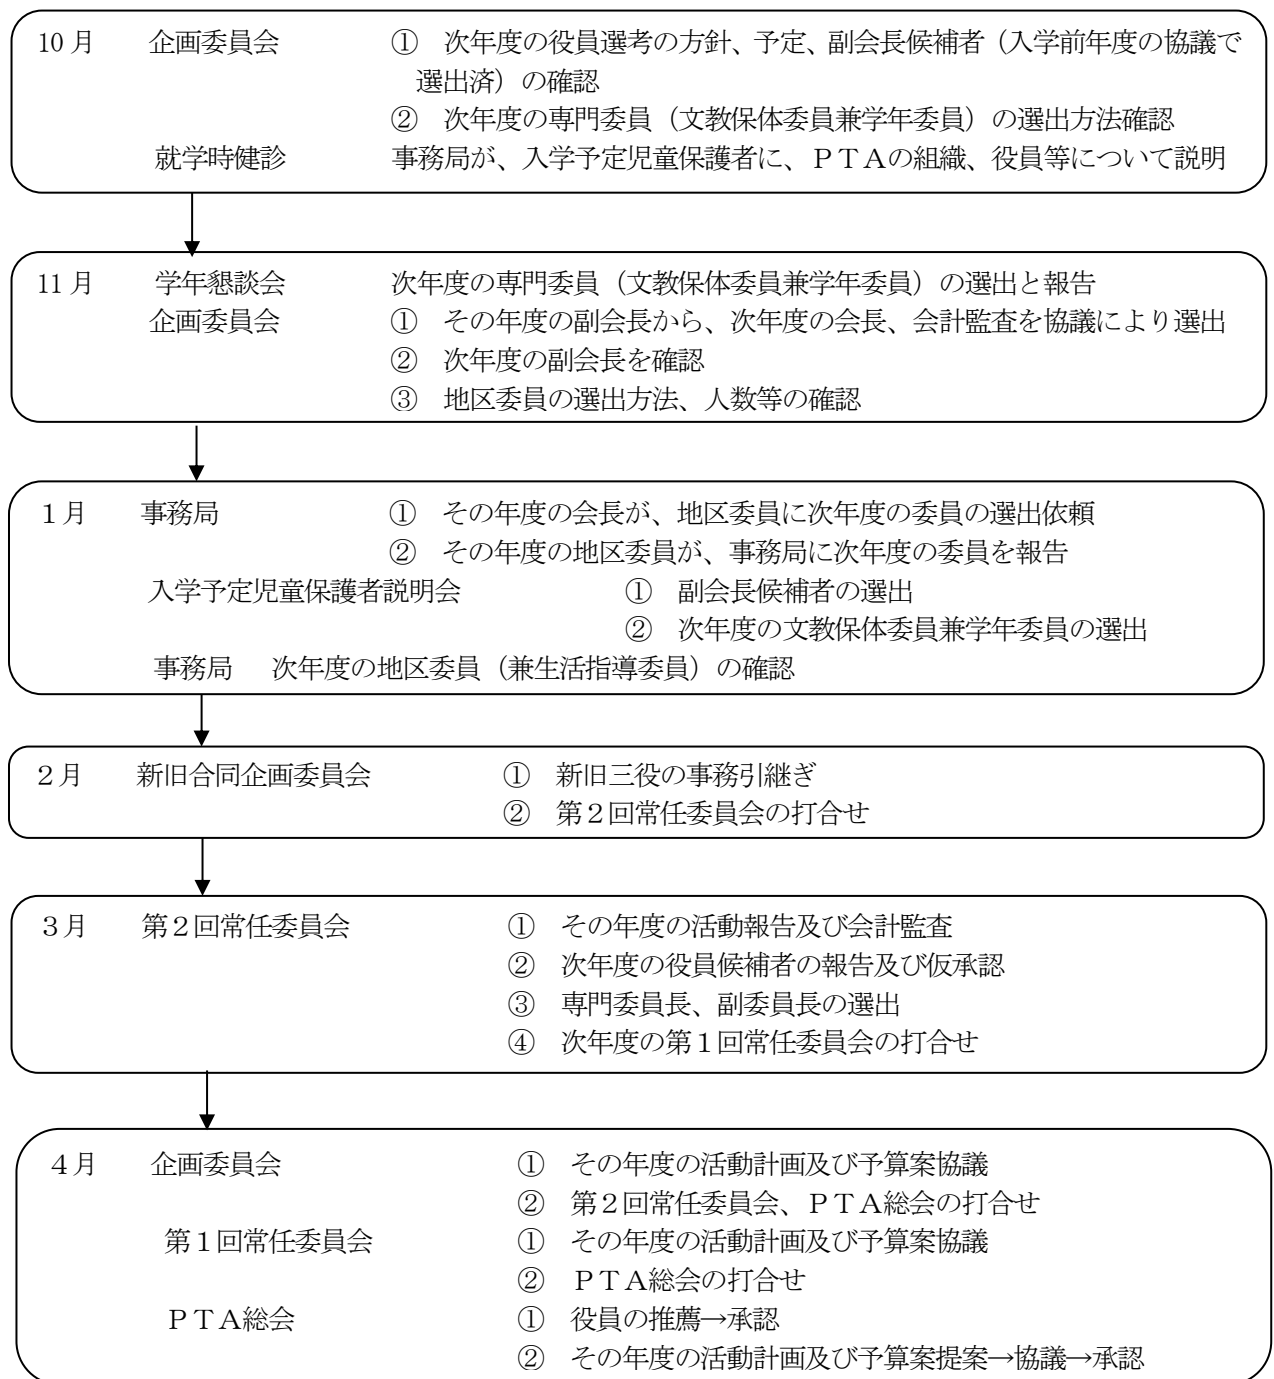 10月　企画委員会　①　次年度の役員選考の方針、予定、副会長候補者（入学前年度の協議で
選出済）の確認
②　次年度の専門委員（文教保体委員兼学年委員）の選出方法確認
就学時健診　事務局が、入学予定児童保護者に、ＰＴＡの組織、役員等について説明
11月　学年懇談会　次年度の専門委員（文教保体委員兼学年委員）の選出と報告
企画委員会　①　その年度の副会長から、次年度の会長、会計監査を協議により選出
②　次年度の副会長を確認
③　地区委員の選出方法、人数等の確認
１月　事務局　①　その年度の会長が、地区委員に次年度の委員の選出依頼
②　その年度の地区委員が、事務局に次年度の委員を報告
入学予定児童保護者説明会　①　副会長候補者の選出
②　次年度の文教保体委員兼学年委員の選出
事務局　次年度の地区委員（兼生活指導委員）の確認
２月　新旧合同企画委員会　①　新旧三役の事務引継ぎ
②　第２回常任委員会の打合せ
３月　第２回常任委員会　①　その年度の活動報告及び会計監査
②　次年度の役員候補者の報告及び仮承認
③　専門委員長、副委員長の選出
④　次年度の第１回常任委員会の打合せ
４月　企画委員会　①　その年度の活動計画及び予算案協議
②　第２回常任委員会、ＰＴＡ総会の打合せ
第１回常任委員会　①　その年度の活動計画及び予算案協議
②　ＰＴＡ総会の打合せ
ＰＴＡ総会　①　役員の推薦→承認
②　その年度の活動計画及び予算案提案→協議→承認